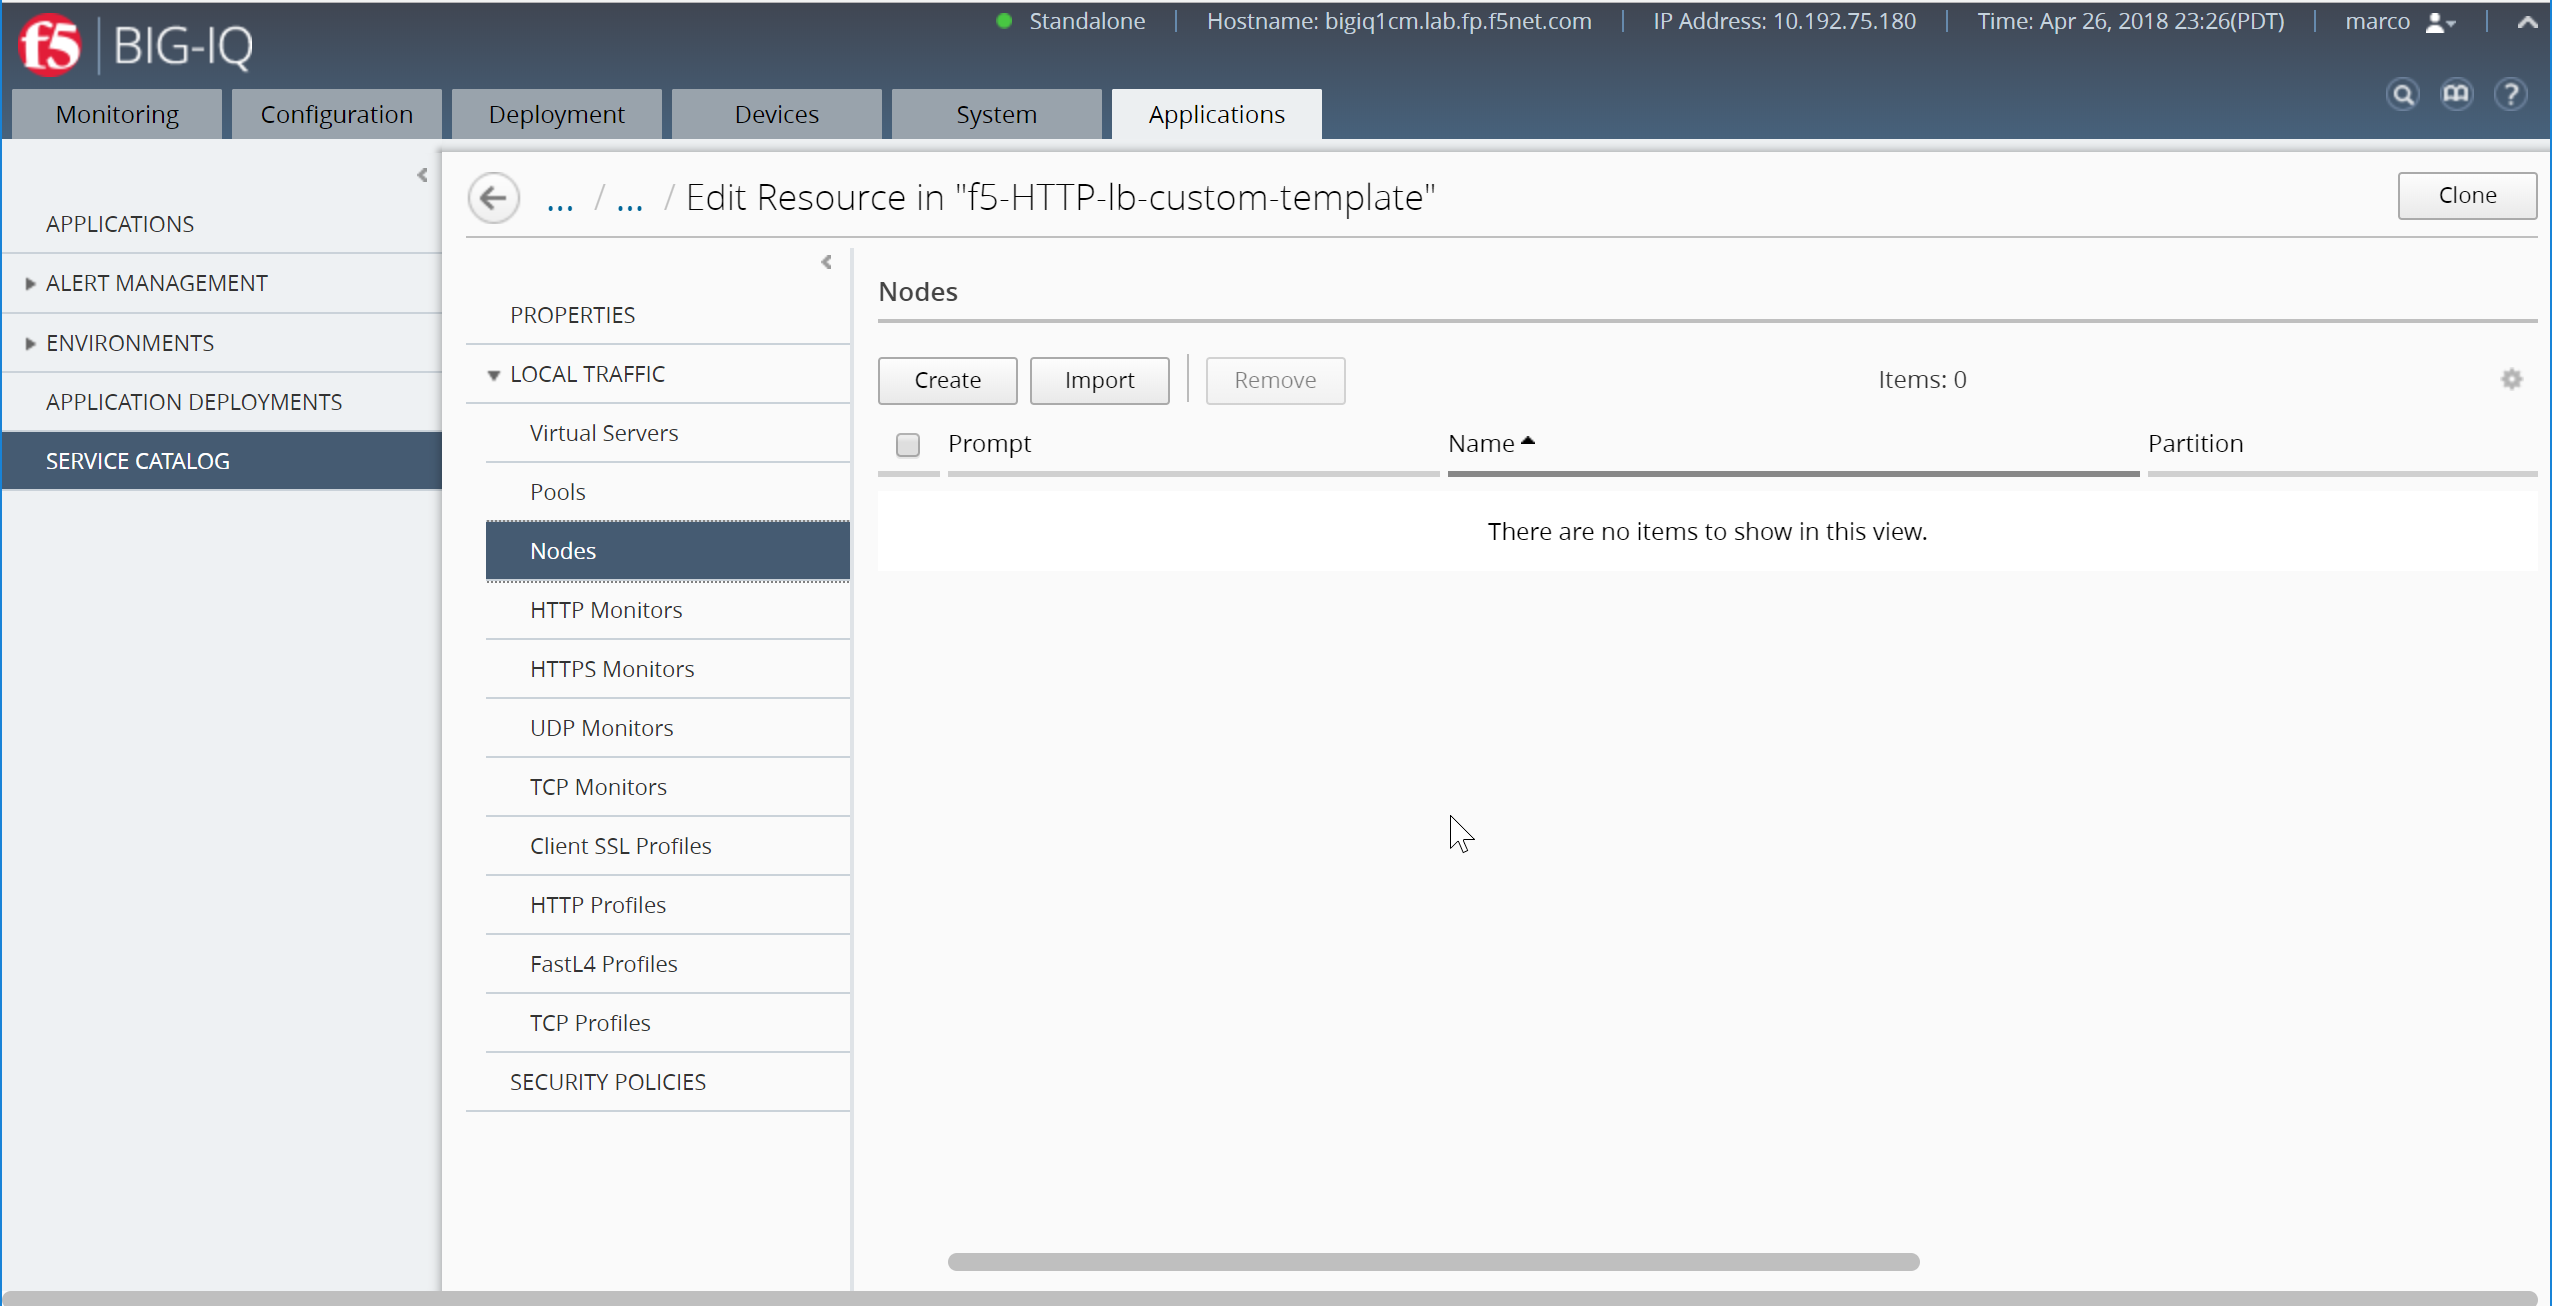 Standalone | Hostname: bigiq1cm.lab.fp.f5net.com | IP Address: 10.192.75.180 | Time: Apr 26, 2018 23:26(PDT) | marco
f5 | BIG-IQ
Monitoring Configuration Deployment Devices System Applications
... / ... / Edit Resource in "f5-HTTP-lb-custom-template"
Clone
APPLICATIONS
ALERT MANAGEMENT
ENVIRONMENTS
APPLICATION DEPLOYMENTS
SERVICE CATALOG
PROPERTIES
LOCAL TRAFFIC
Virtual Servers
Pools
Nodes
HTTP Monitors
HTTPS Monitors
UDP Monitors
TCP Monitors
Client SSL Profiles
HTTP Profiles
FastL4 Profiles
TCP Profiles
SECURITY POLICIES
Nodes
Create Import Remove Items: 0
Prompt Name Partition
There are no items to show in this view.